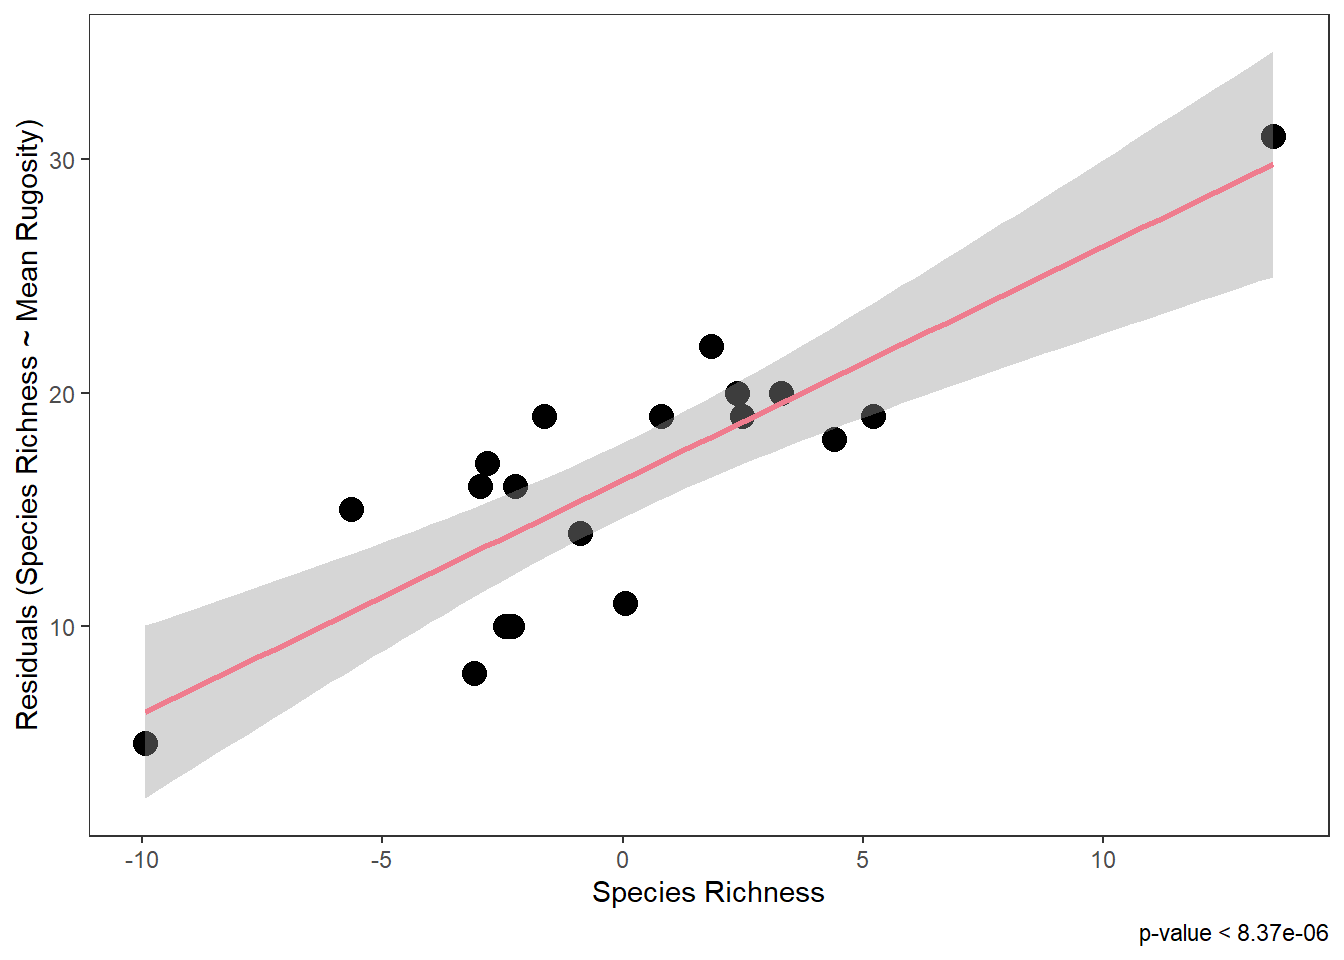 Residuals (Species Richness ~ Mean Rugosity)
30
20
10
-10 -5 0 5 10
Species Richness
p-value < 8.37e-06